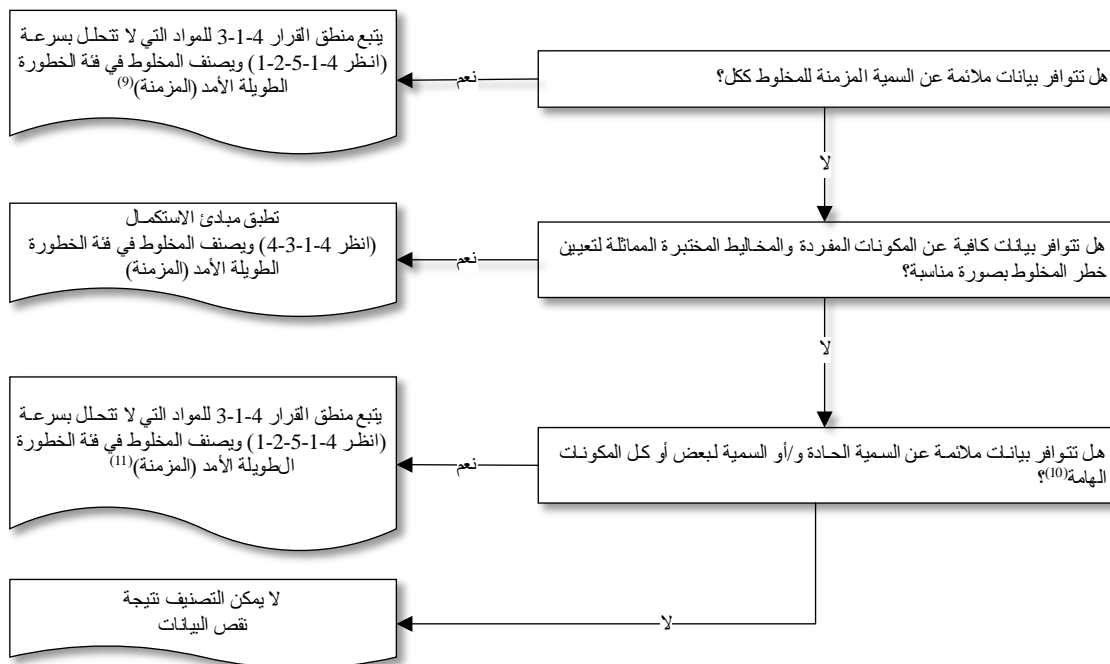 هل تتوافر بيانات ملائمة عن السمية المزمنة للمخلوط ككل؟
نعم
يتبع منطق القرار 4-1-3 للمواد التي لا تتحلل بسرعة
(انظر 4-1-5-2-1) ويصنف المخلوط في فئة الخطورة
الطويلة الأمد (المزمنة)(9)
لا
هل تتوافر بيانات كافية عن المكونات المفردة والمخاليط المختبرة المماثلة لتعيين
خطر المخلوط بصورة مناسبة؟
نعم
تطبق مبادئ الاستكمال
(انظر 4-1-3-4) ويصنف المخلوط في فئة الخطورة
الطويلة الأمد (المزمنة)
لا
هل تتوافر بيانات ملائمة عن السمية الحادة و/أو السمية لبعض أو كل المكونات
الهامة(10)؟
نعم
يتبع منطق القرار 4-1-3 للمواد التي لا تتحلل بسرعة
(انظر 4-1-5-2-1) ويصنف المخلوط في فئة الخطورة
الطويلة الأمد (المزمنة)(11)
لا
لا يمكن التصنيف نتيجة
نقص البيانات